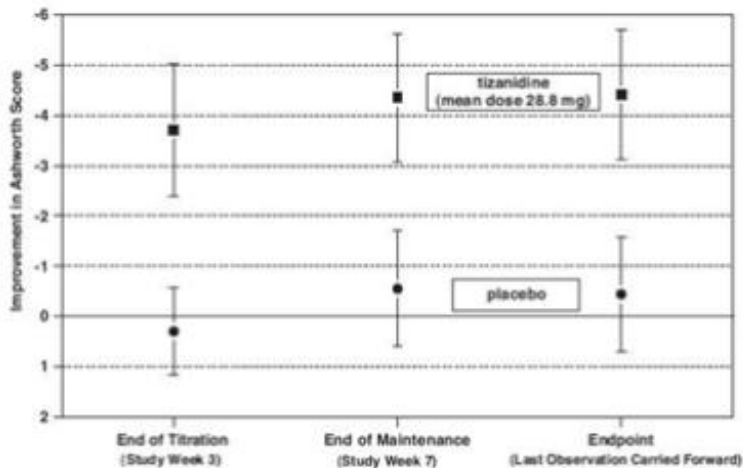 Improvement in Ashworth Score
-6
-5
-4
-3
-2
-1
0
1
2
tizanidine
(mean dose 28.8 mg)
placebo
End of Titration
(Study Week 3)
End of Maintenance
(Study Week 7)
Endpoint
(Last Observation Carried Forward)